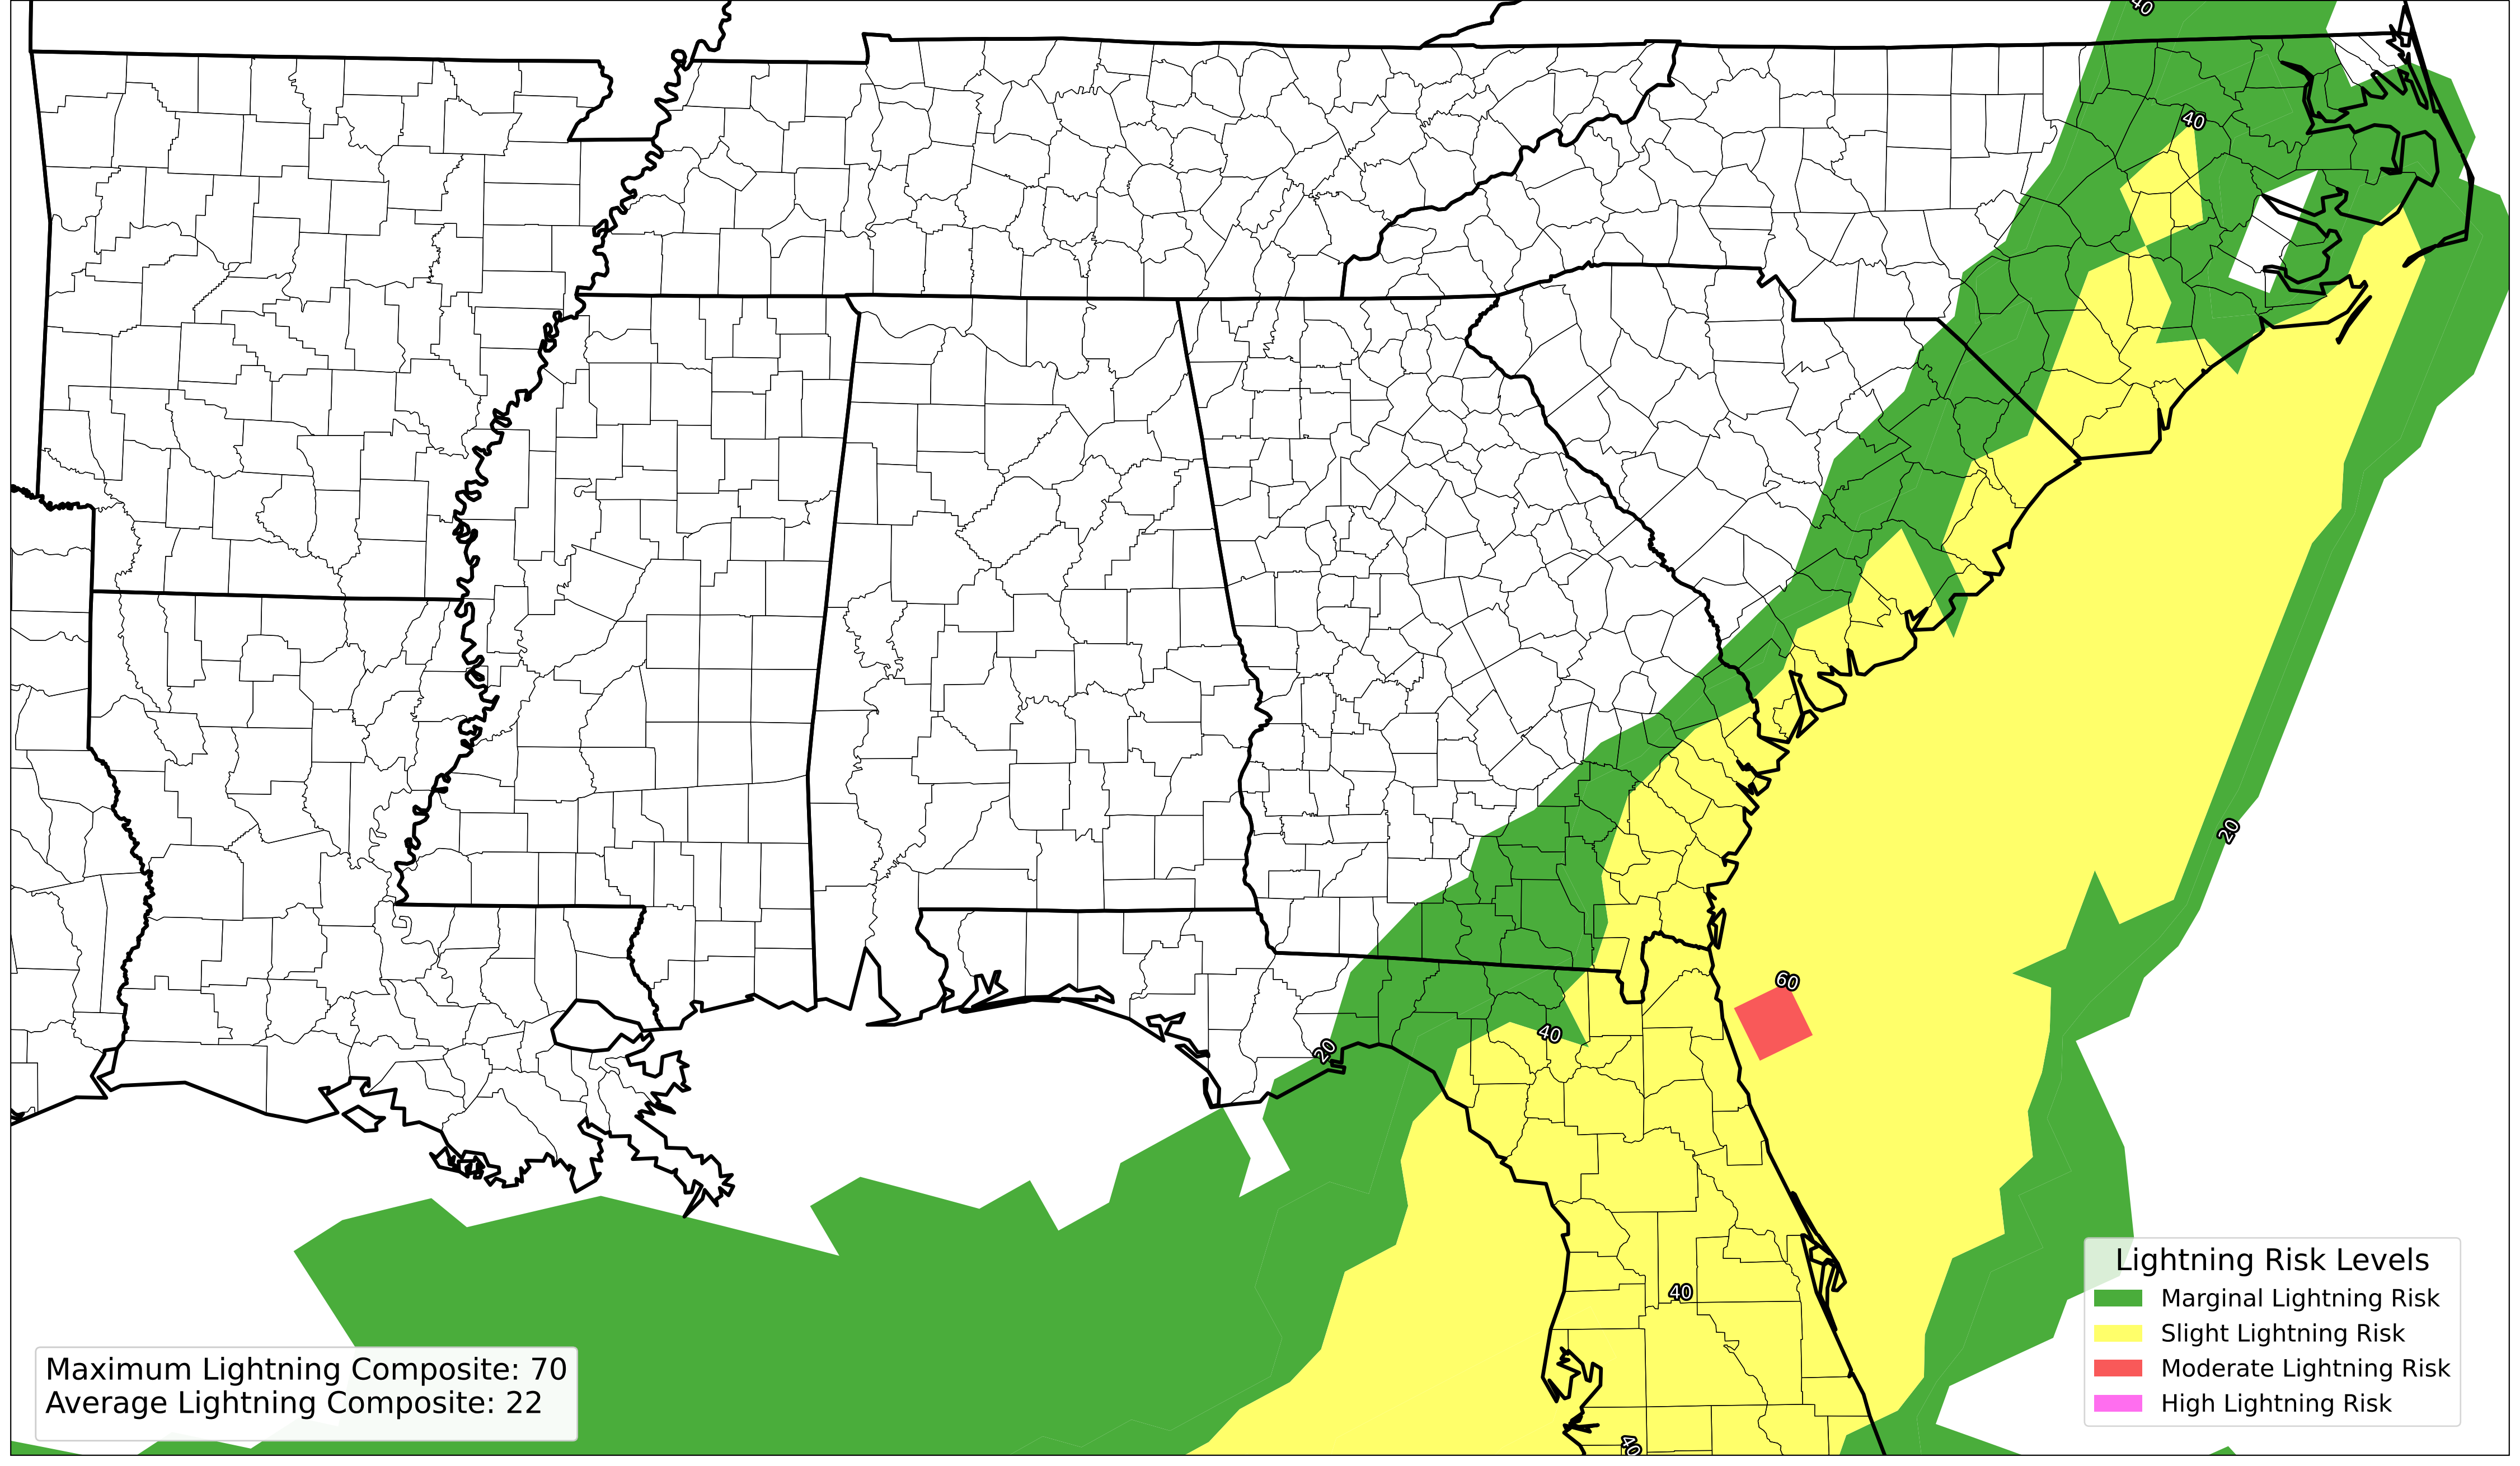 40
40
20
60
20
40
40
40
Lightning Risk Levels
Marginal Lightning Risk
Slight Lightning Risk
Moderate Lightning Risk
High Lightning Risk
Maximum Lightning Composite: 70
Average Lightning Composite: 22